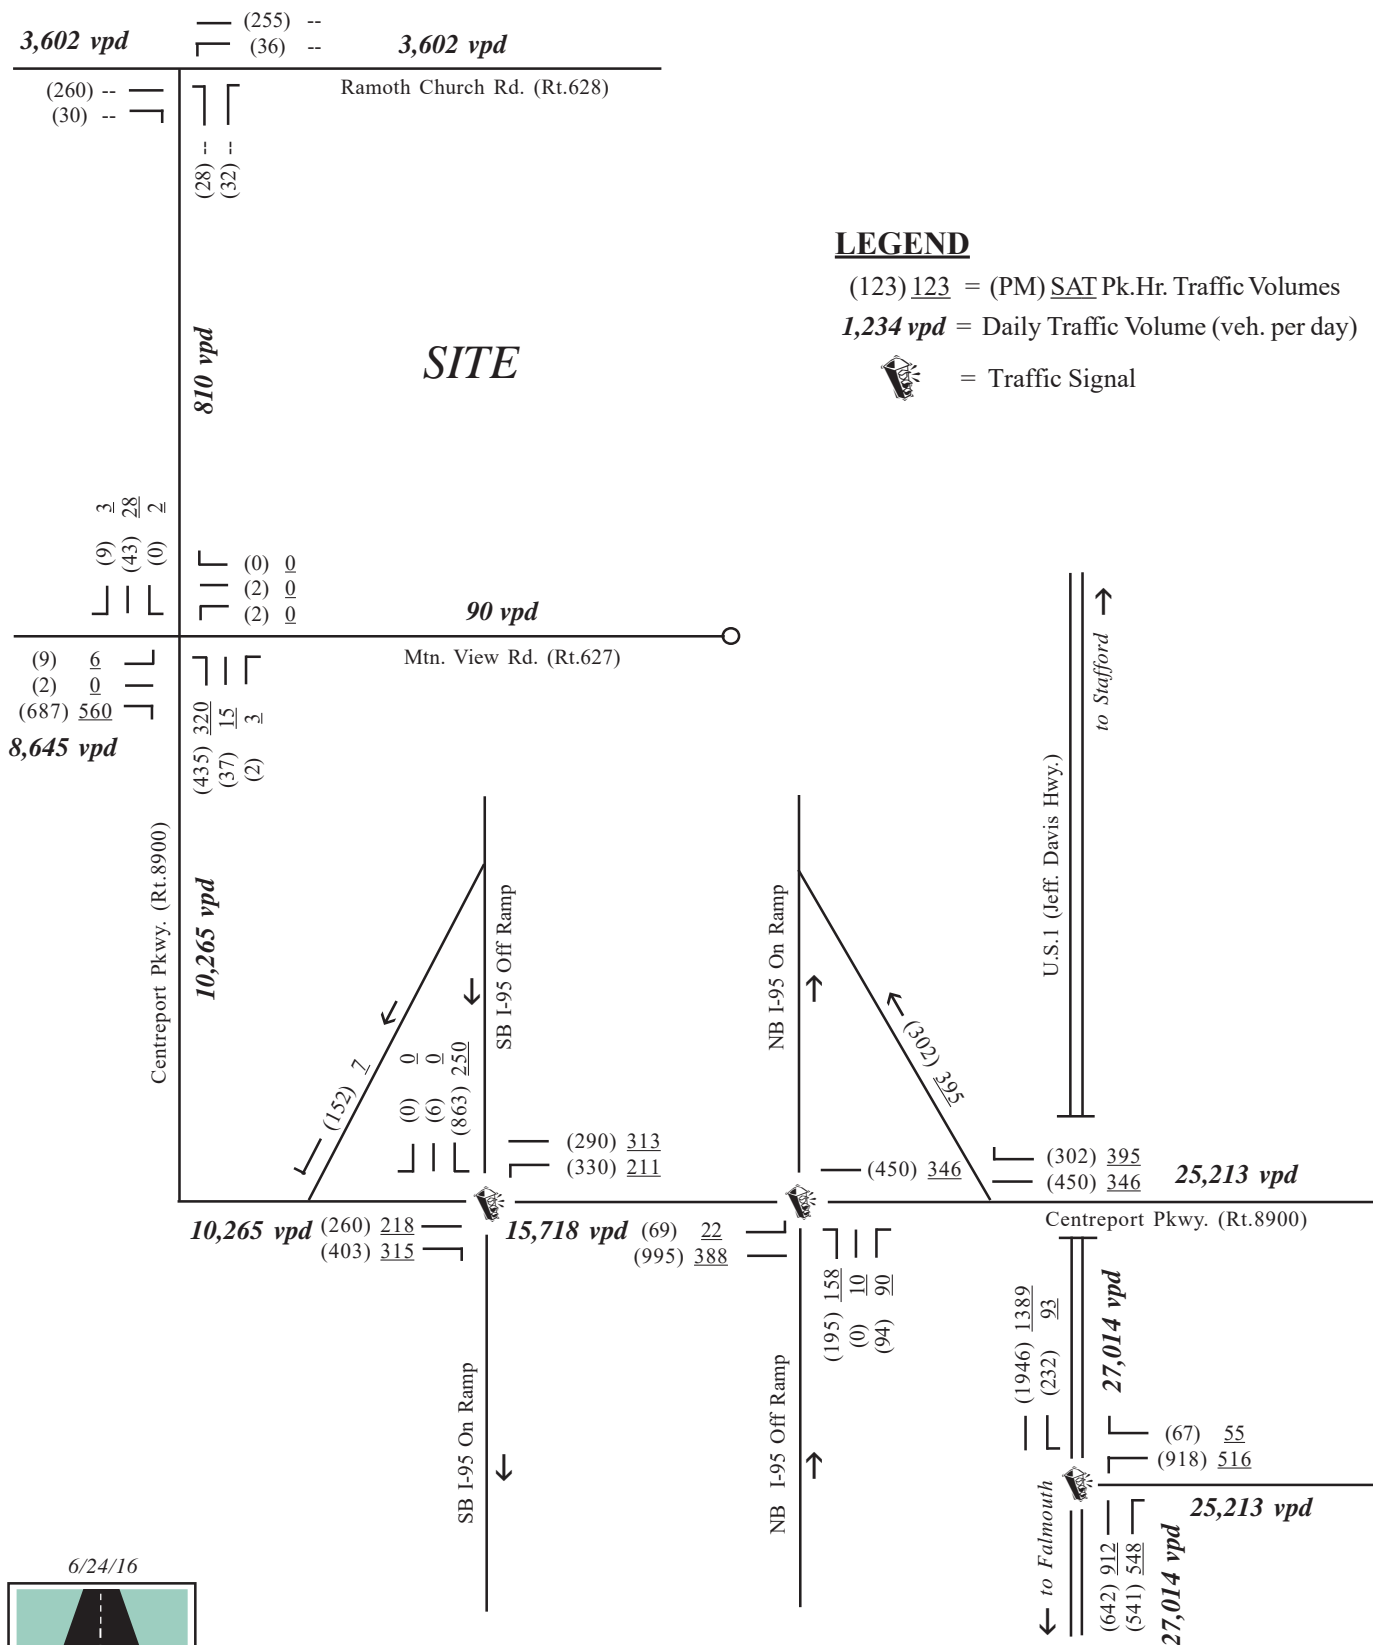 3,602 vpd
(255) --
(36) --
3,602 vpd
(260) --
(30) --
Ramoth Church Rd. (Rt.628)
(28) --
(32) --
LEGEND
(123) 123 = (PM) SAT Pk.Hr. Traffic Volumes
1,234 vpd = Daily Traffic Volume (veh. per day)
= Traffic Signal
810 vpd
SITE
(9) 3
(43) 28
(0) 2
(0) 0
(2) 0
(2) 0
90 vpd
Mtn. View Rd. (Rt.627)
(9) 6
(2) 0
(687) 560
8,645 vpd
(435) 320
(37) 15
(2) 3
to Stafford
U.S.1 (Jeff. Davis Hwy.)
Centreport Pkwy. (Rt.8900)
10,265 vpd
SB I-95 Off Ramp
NB I-95 On Ramp
(152) 7
(0) 0
(6) 0
(863) 250
(302) 395
(290) 313
(330) 211
(450) 346
(302) 395
(450) 346
25,213 vpd
Centreport Pkwy. (Rt.8900)
10,265 vpd
(260) 218
(403) 315
15,718 vpd
(69) 22
(995) 388
(195) 158
(0) 10
(94) 90
(1946) 1389
(232) 93
27,014 vpd
SB I-95 On Ramp
NB I-95 Off Ramp
(67) 55
(918) 516
25,213 vpd
to Falmouth
(642) 912
(541) 548
27,014 vpd
6/24/16